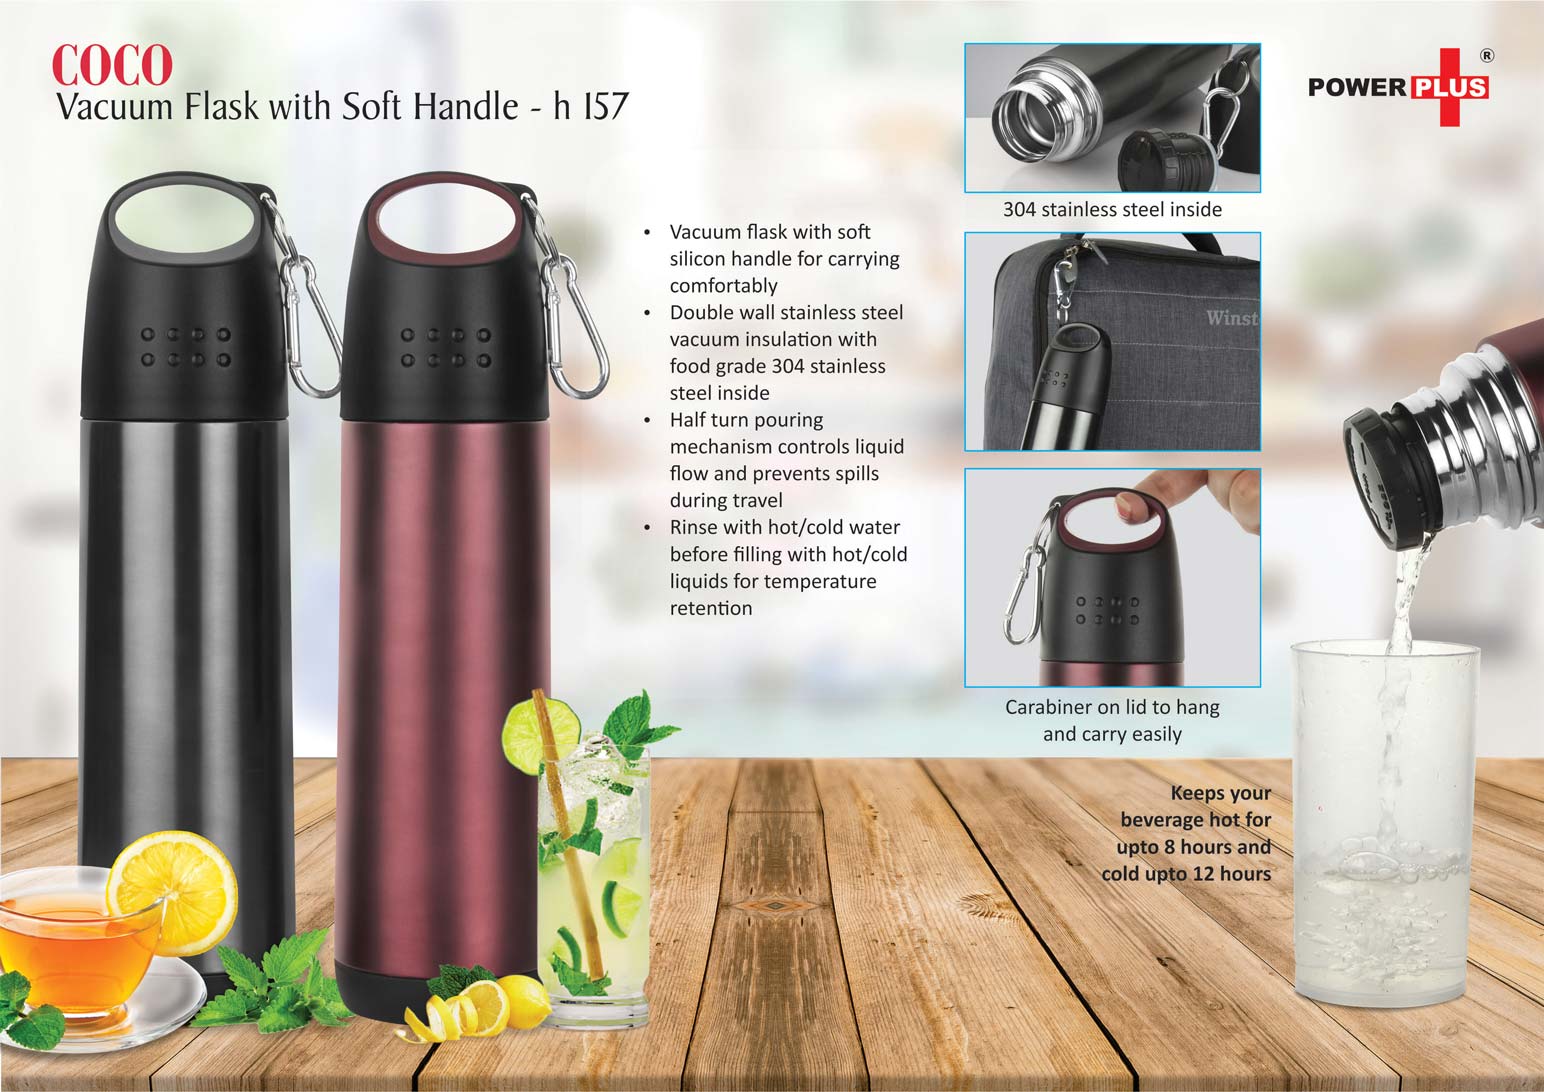 COCO
Vacuum Flask with Soft Handle - h 157
POWER PLUS ®
• Vacuum flask with soft
silicon handle for carrying
comfortably
• Double wall stainless steel
vacuum insulation with
food grade 304 stainless
steel inside
• Half turn pouring
mechanism controls liquid
flow and prevents spills
during travel
• Rinse with hot/cold water
before filling with hot/cold
liquids for temperature
retention
304 stainless steel inside
Winst
Carabiner on lid to hang
and carry easily
Keeps your
beverage hot for
upto 8 hours and
cold upto 12 hours